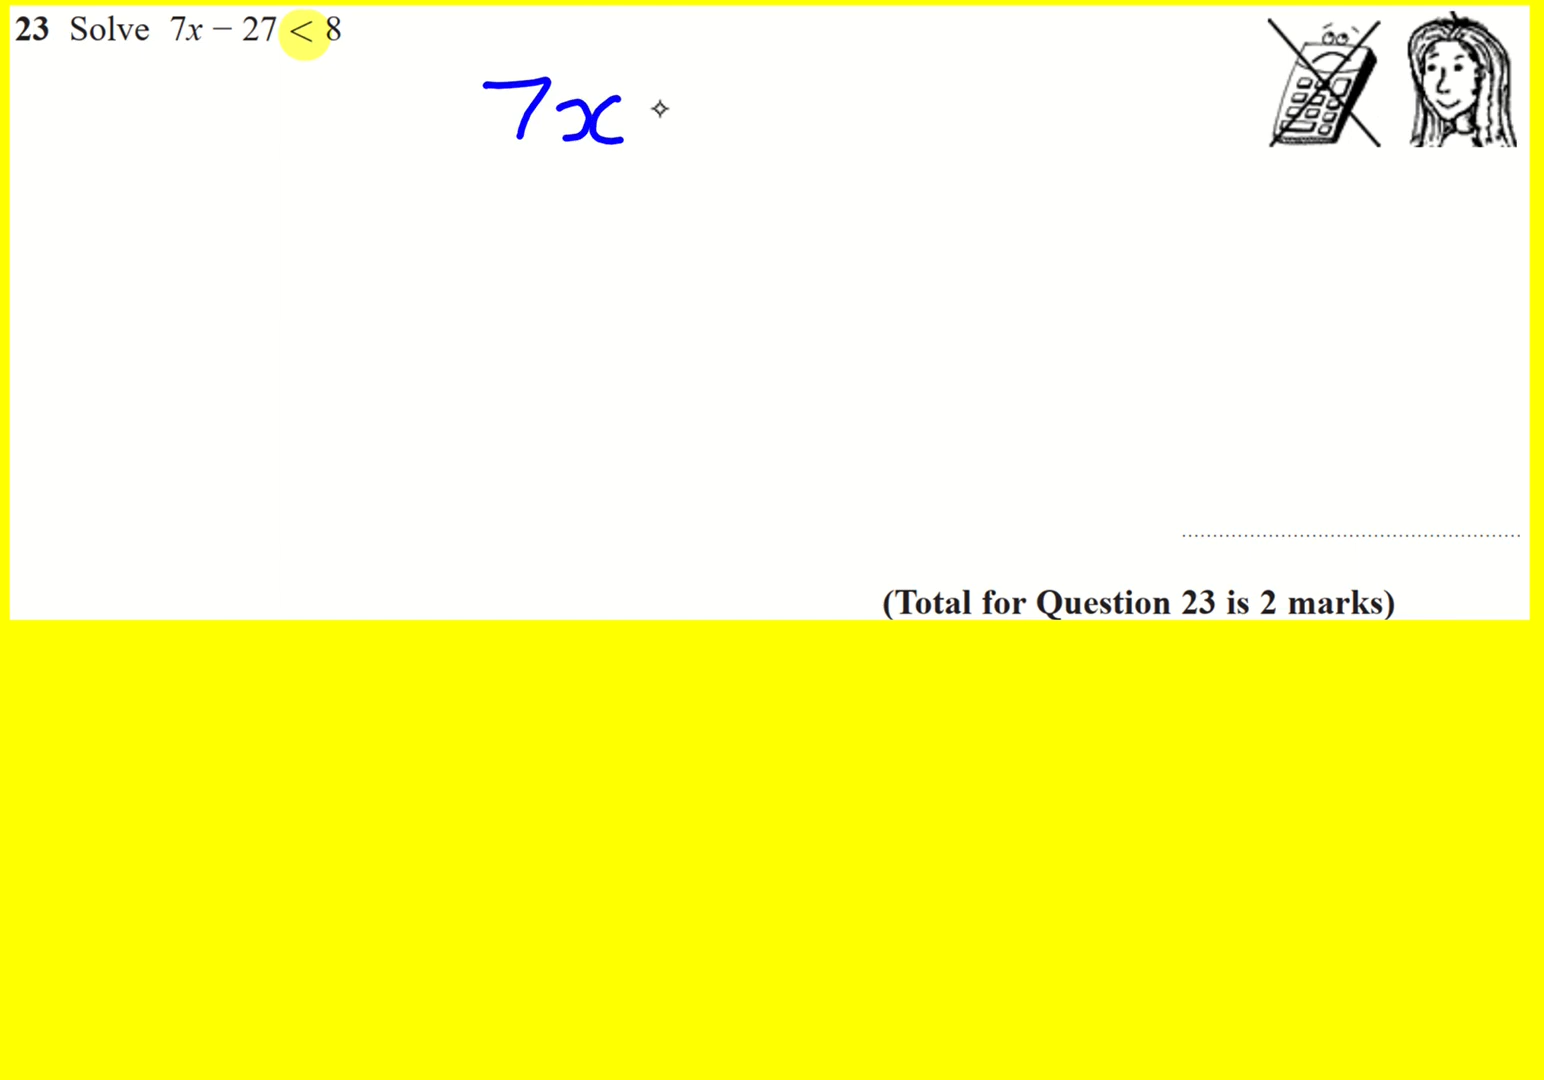 23 Solve 7x − 27 < 8
7x
(Total for Question 23 is 2 marks)